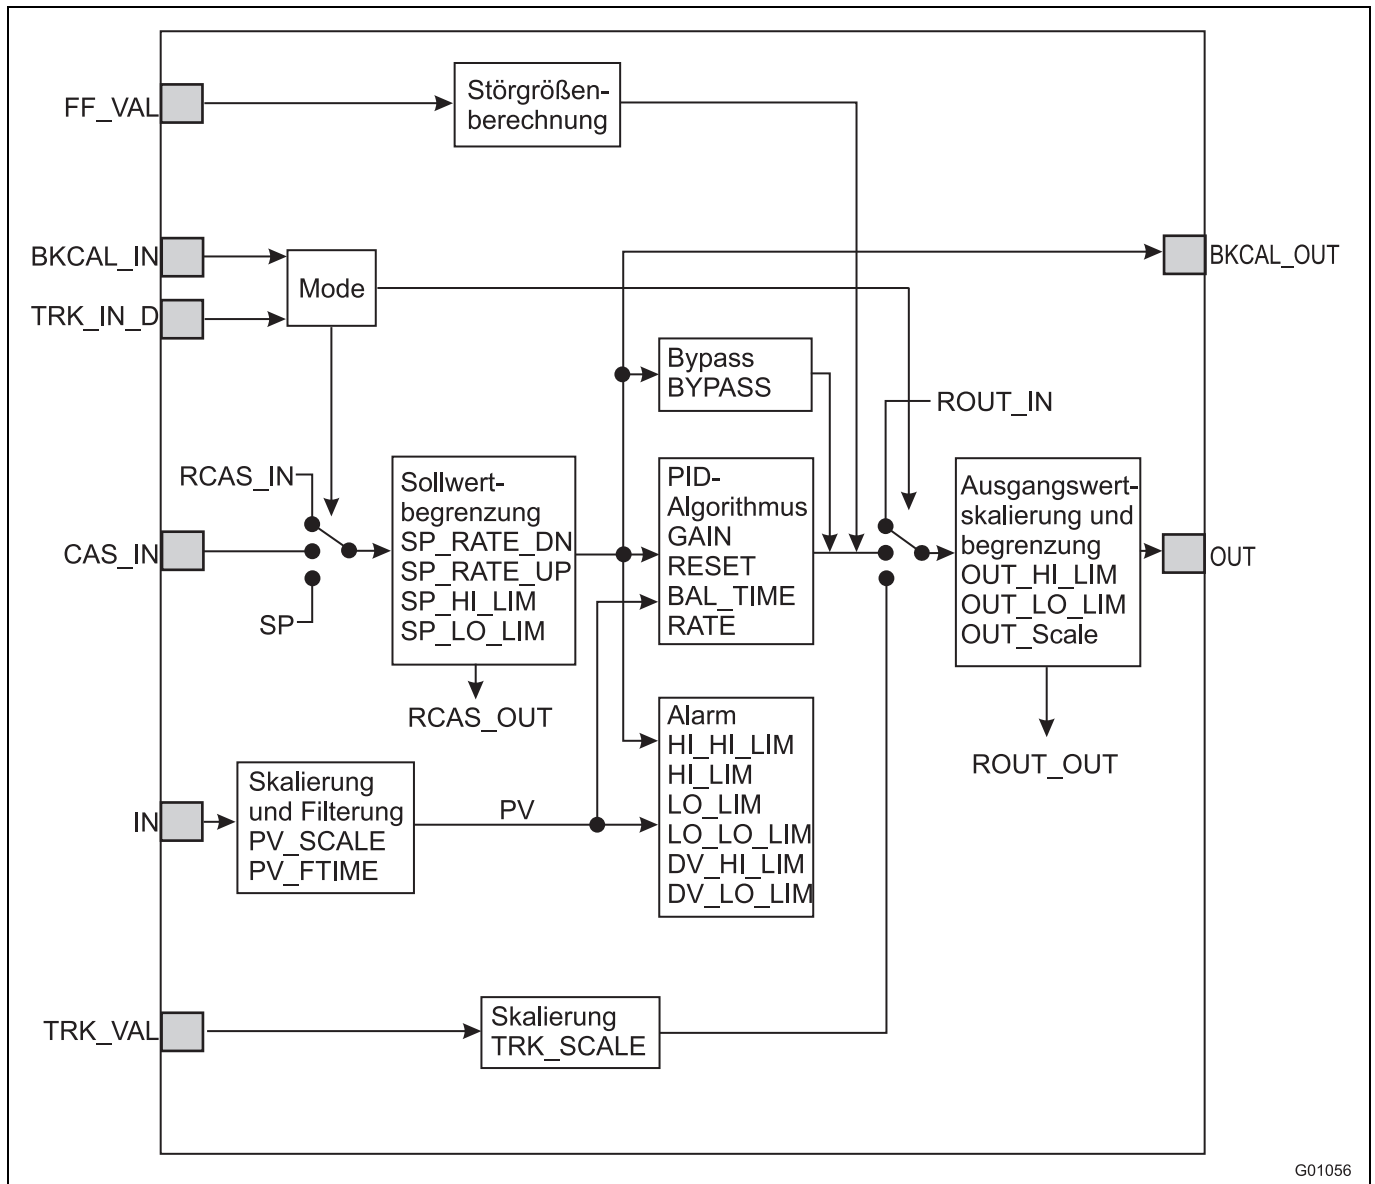 FF_VAL
Störgrößen-
berechnung
BKCAL_IN
TRK_IN_D
Mode
BKCAL_OUT
Bypass
BYPASS
ROUT_IN
RCAS_IN
CAS_IN
SP
Sollwert-
begrenzung
SP_RATE_DN
SP_RATE_UP
SP_HI_LIM
SP_LO_LIM
RCAS_OUT
PID-
Algorithmus
GAIN
RESET
BAL_TIME
RATE
Ausgangswert-
skalierung und
begrenzung
OUT_HI_LIM
OUT_LO_LIM
OUT_Scale
OUT
ROUT_OUT
IN
Skalierung
und Filterung
PV_SCALE
PV_FTIME
PV
Alarm
HI_HI_LIM
HI_LIM
LO_LIM
LO_LO_LIM
DV_HI_LIM
DV_LO_LIM
TRK_VAL
Skalierung
TRK_SCALE
G01056